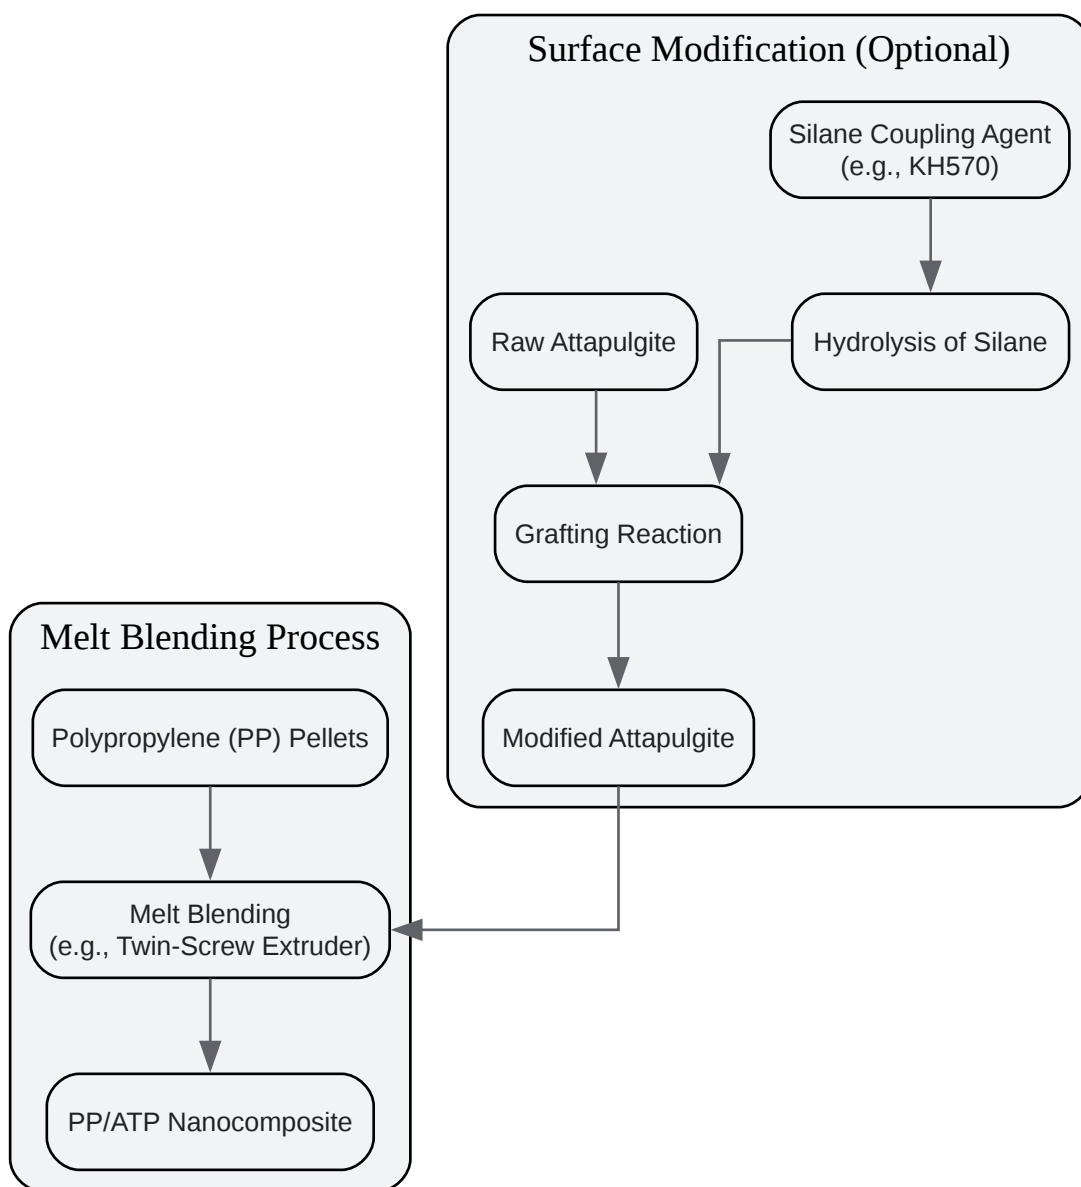 Surface Modification (Optional)
Silane Coupling Agent
(e.g., KH570)
Raw Attapulgite
Hydrolysis of Silane
Grafting Reaction
Modified Attapulgite
Melt Blending Process
Polypropylene (PP) Pellets
Melt Blending
(e.g., Twin-Screw Extruder)
PP/ATP Nanocomposite